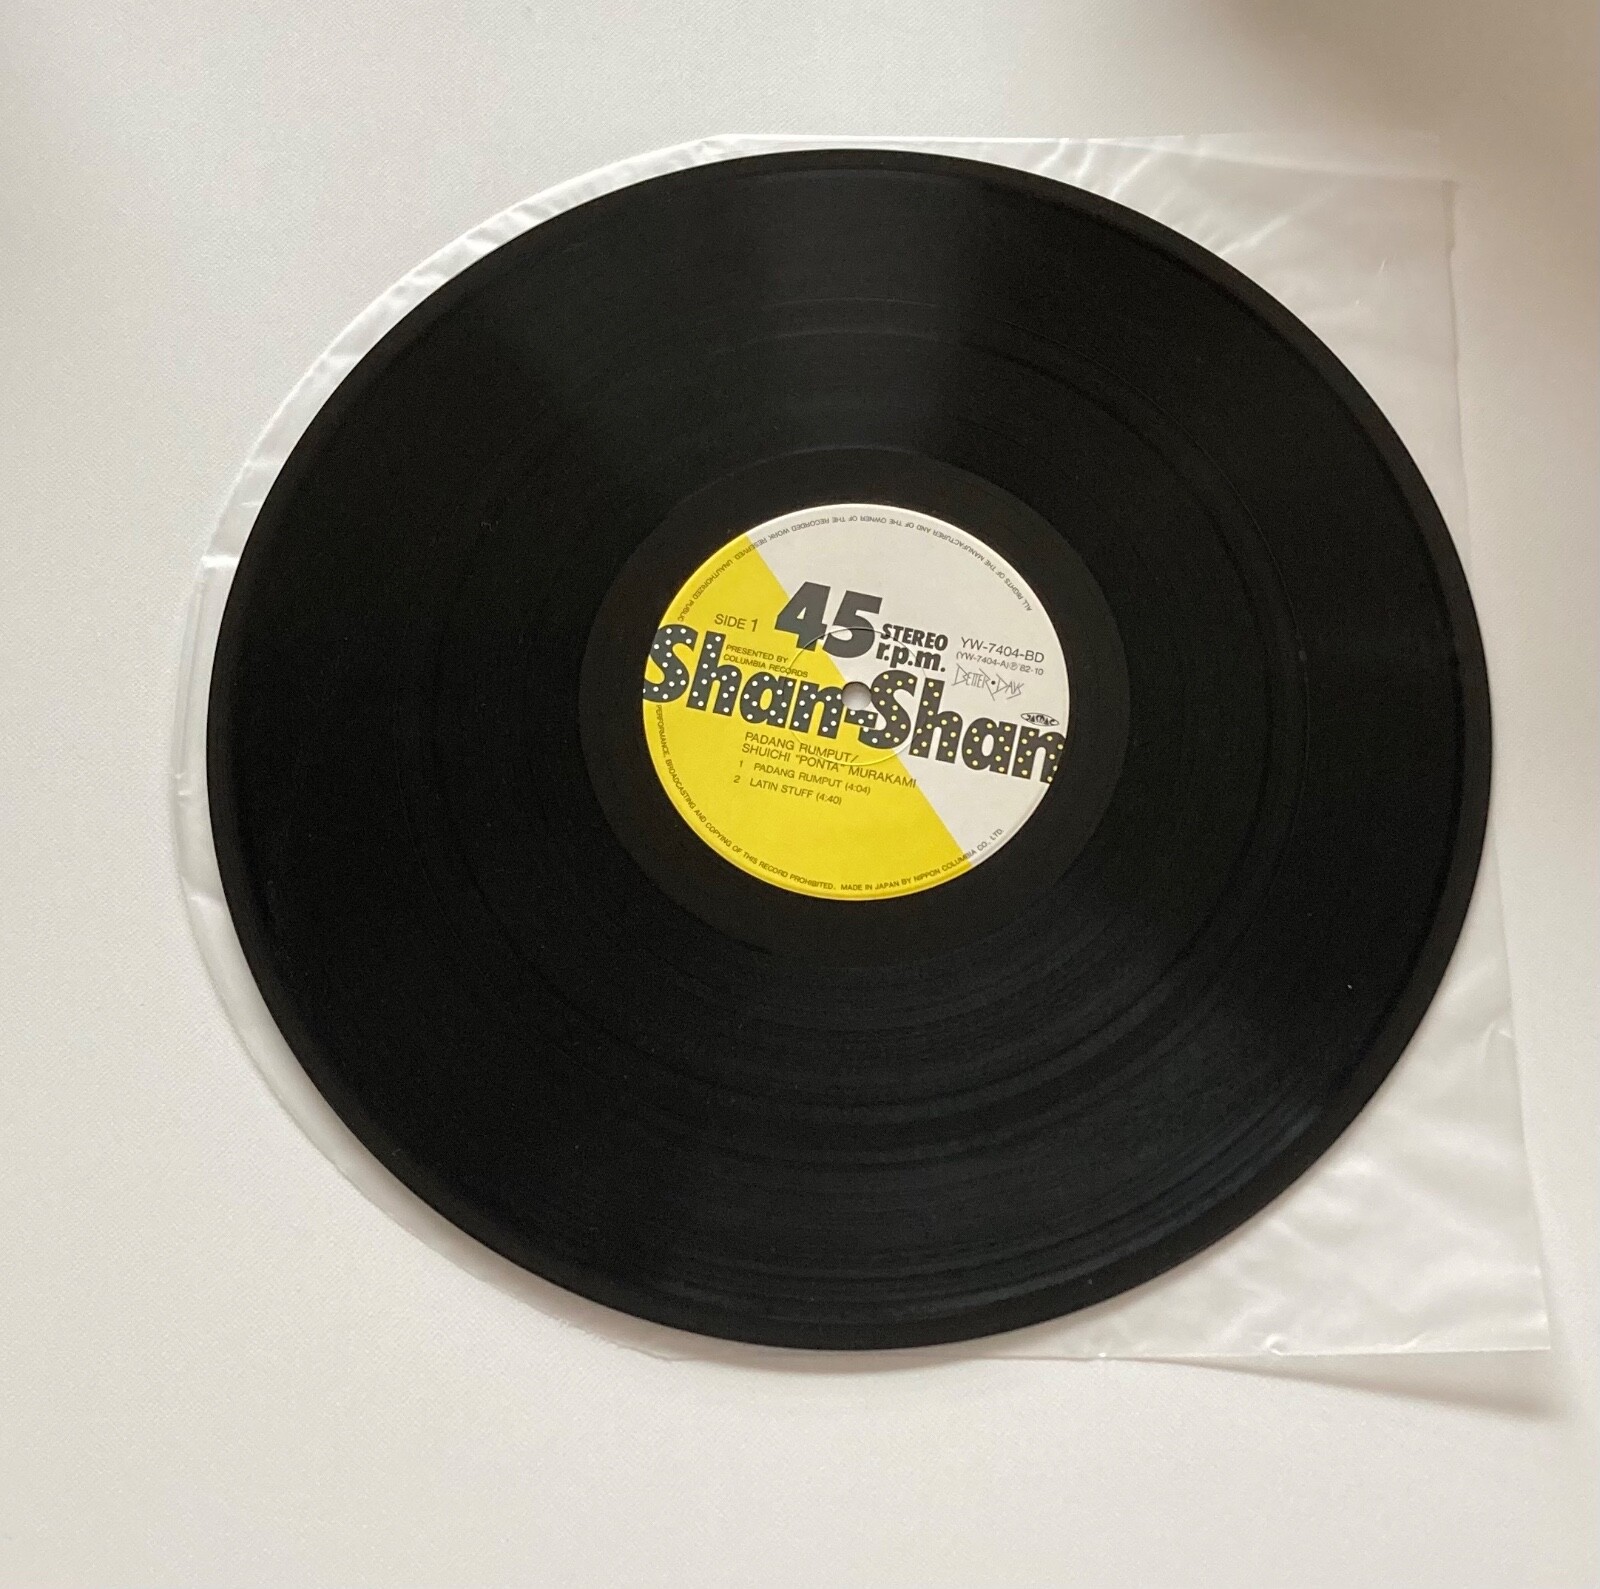 SIDE 1
45
STEREO
r.p.m.
YW-7404-BD
(YW-7404-A)℗'82-10
BETTER • DAYS
PRESENTED BY
COLUMBIA RECORDS
Shan-Shan
PADANG RUMPUT/
SHUICHI "PONTA" MURAKAMI
1 PADANG RUMPUT (4:04)
2 LATIN STUFF (4:40)
ALL RIGHTS OF THE MANUFACTURER AND OF THE OWNER OF THE RECORDED WORK RESERVED. UNAUTHORIZED PUBLIC PERFORMANCE, BROADCASTING AND COPYING OF THIS RECORD PROHIBITED. MADE IN JAPAN BY NIPPON COLUMBIA CO., LTD.